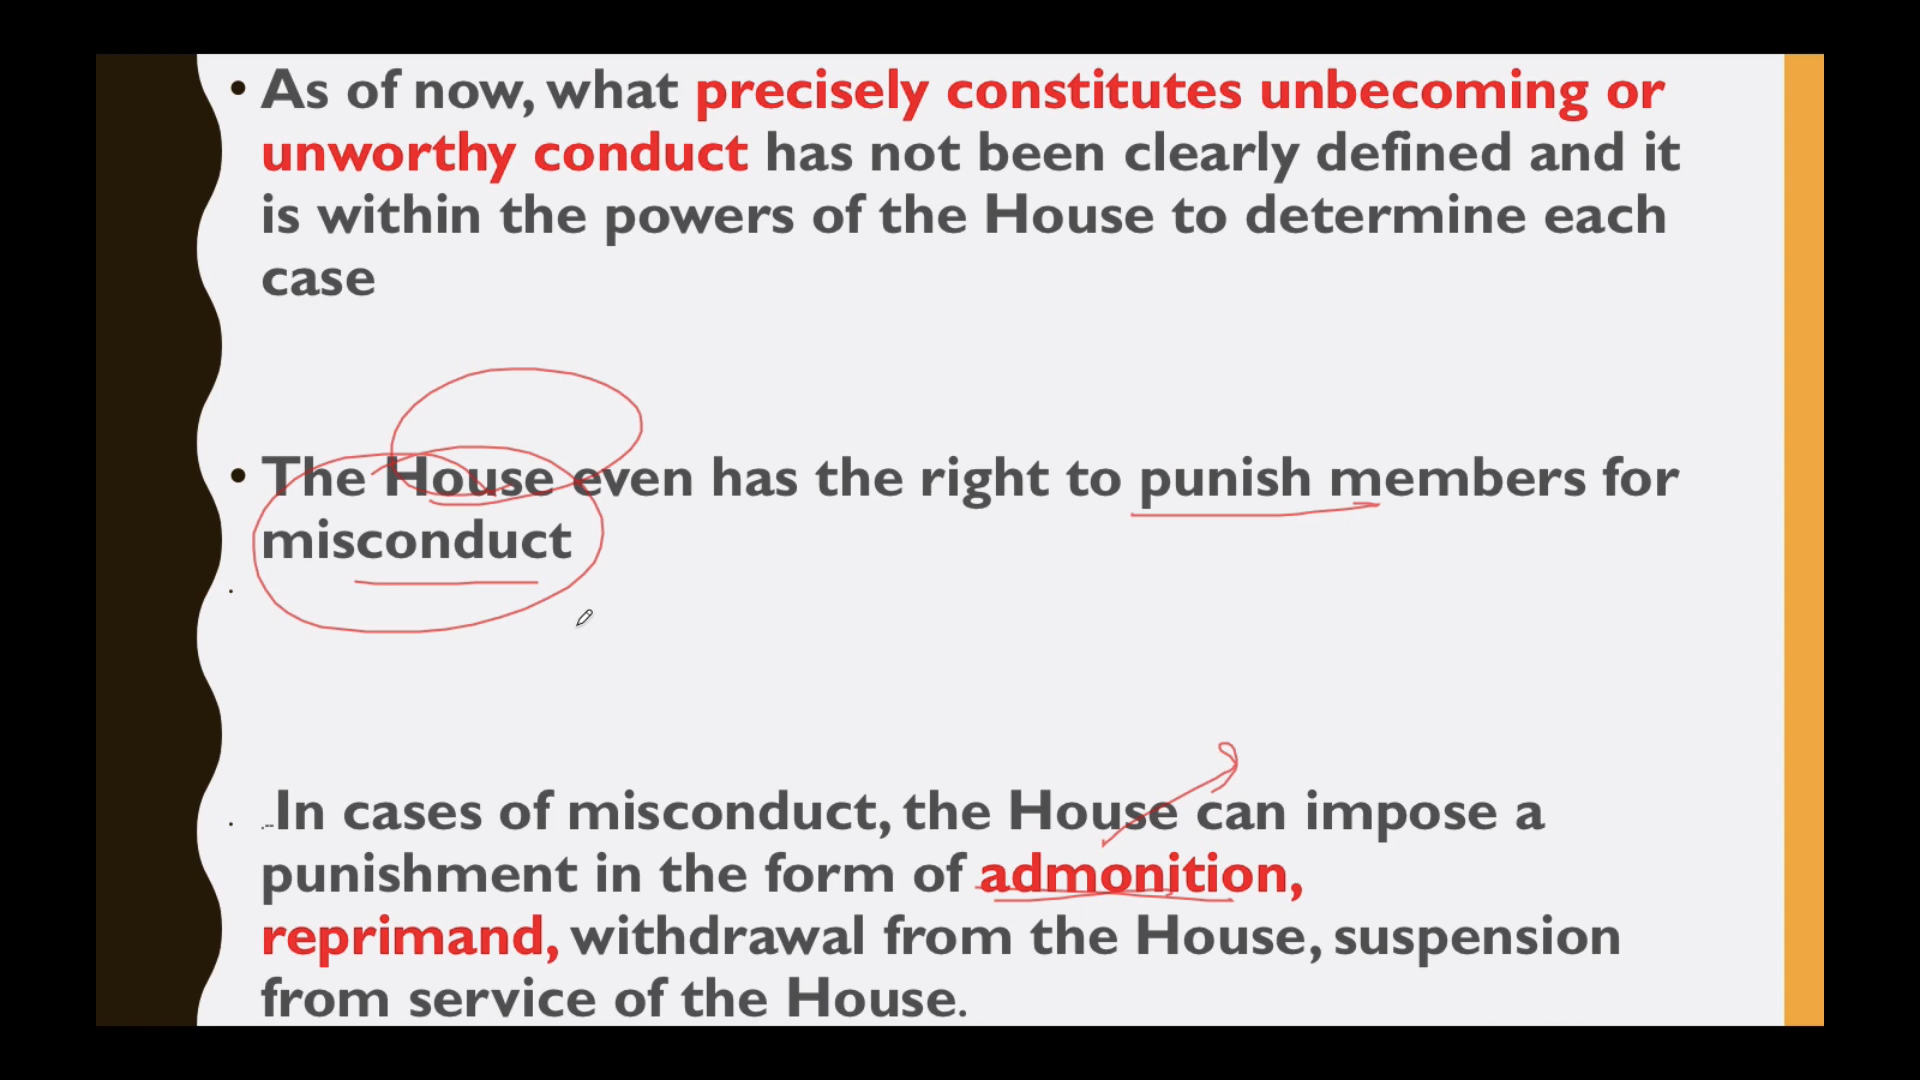 • As of now, what precisely constitutes unbecoming or
unworthy conduct has not been clearly defined and it
is within the powers of the House to determine each
case
• The House even has the right to punish members for
misconduct
In cases of misconduct, the House can impose a
punishment in the form of admonition,
reprimand, withdrawal from the House, suspension
from service of the House.